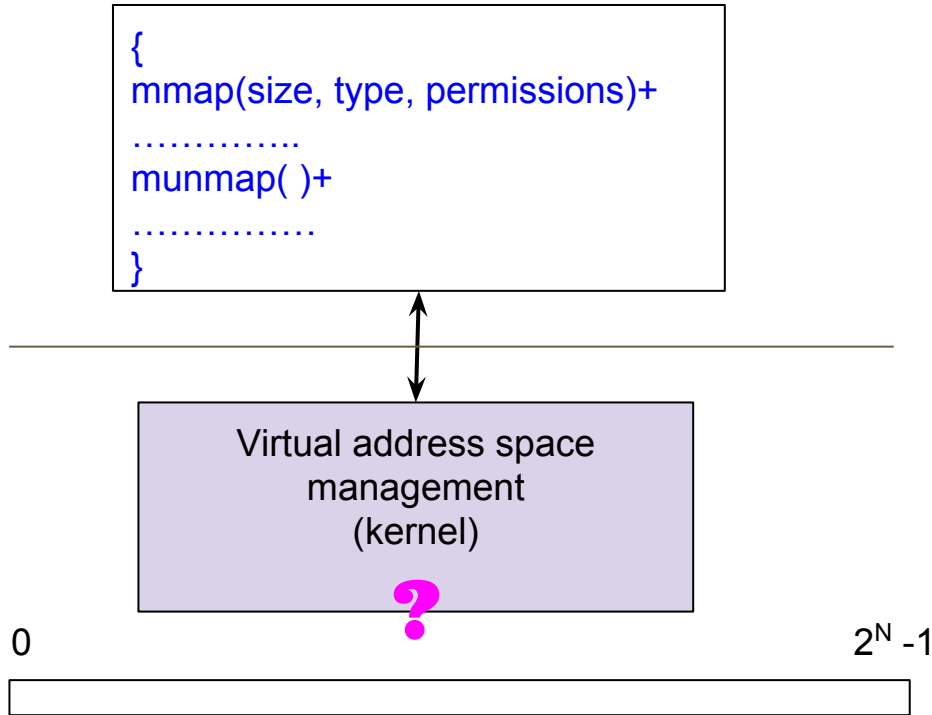 {
mmap(size, type, permissions)+
…………..
munmap( )+
……………
}
Virtual address space
management
(kernel)
?
0 2^N -1